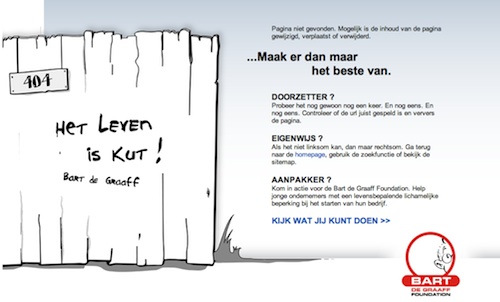 404
Het Leven
is Kut!
Bart de Graaff
Pagina niet gevonden. Mogelijk is de inhoud van de pagina
gewijzigd, verplaatst of verwijderd.
...Maak er dan maar
het beste van.
DOORZETTER ?
Probeer het nog gewoon nog een keer. En nog eens. En
nog eens. Controleer of de url juist gespeld is en ververs
de pagina.
EIGENWIJS ?
Als het niet linksom kan, dan maar rechtsom. Ga terug
naar de homepage, gebruik de zoekfunctie of bekijk de
sitemap.
AANPAKKER ?
Kom in actie voor de Bart de Graaff Foundation. Help
jonge ondernemers met een levensbepalende lichamelijke
beperking bij het starten van hun bedrijf.
KIJK WAT JIJ KUNT DOEN >>
BART
DE GRAAFF
FOUNDATION